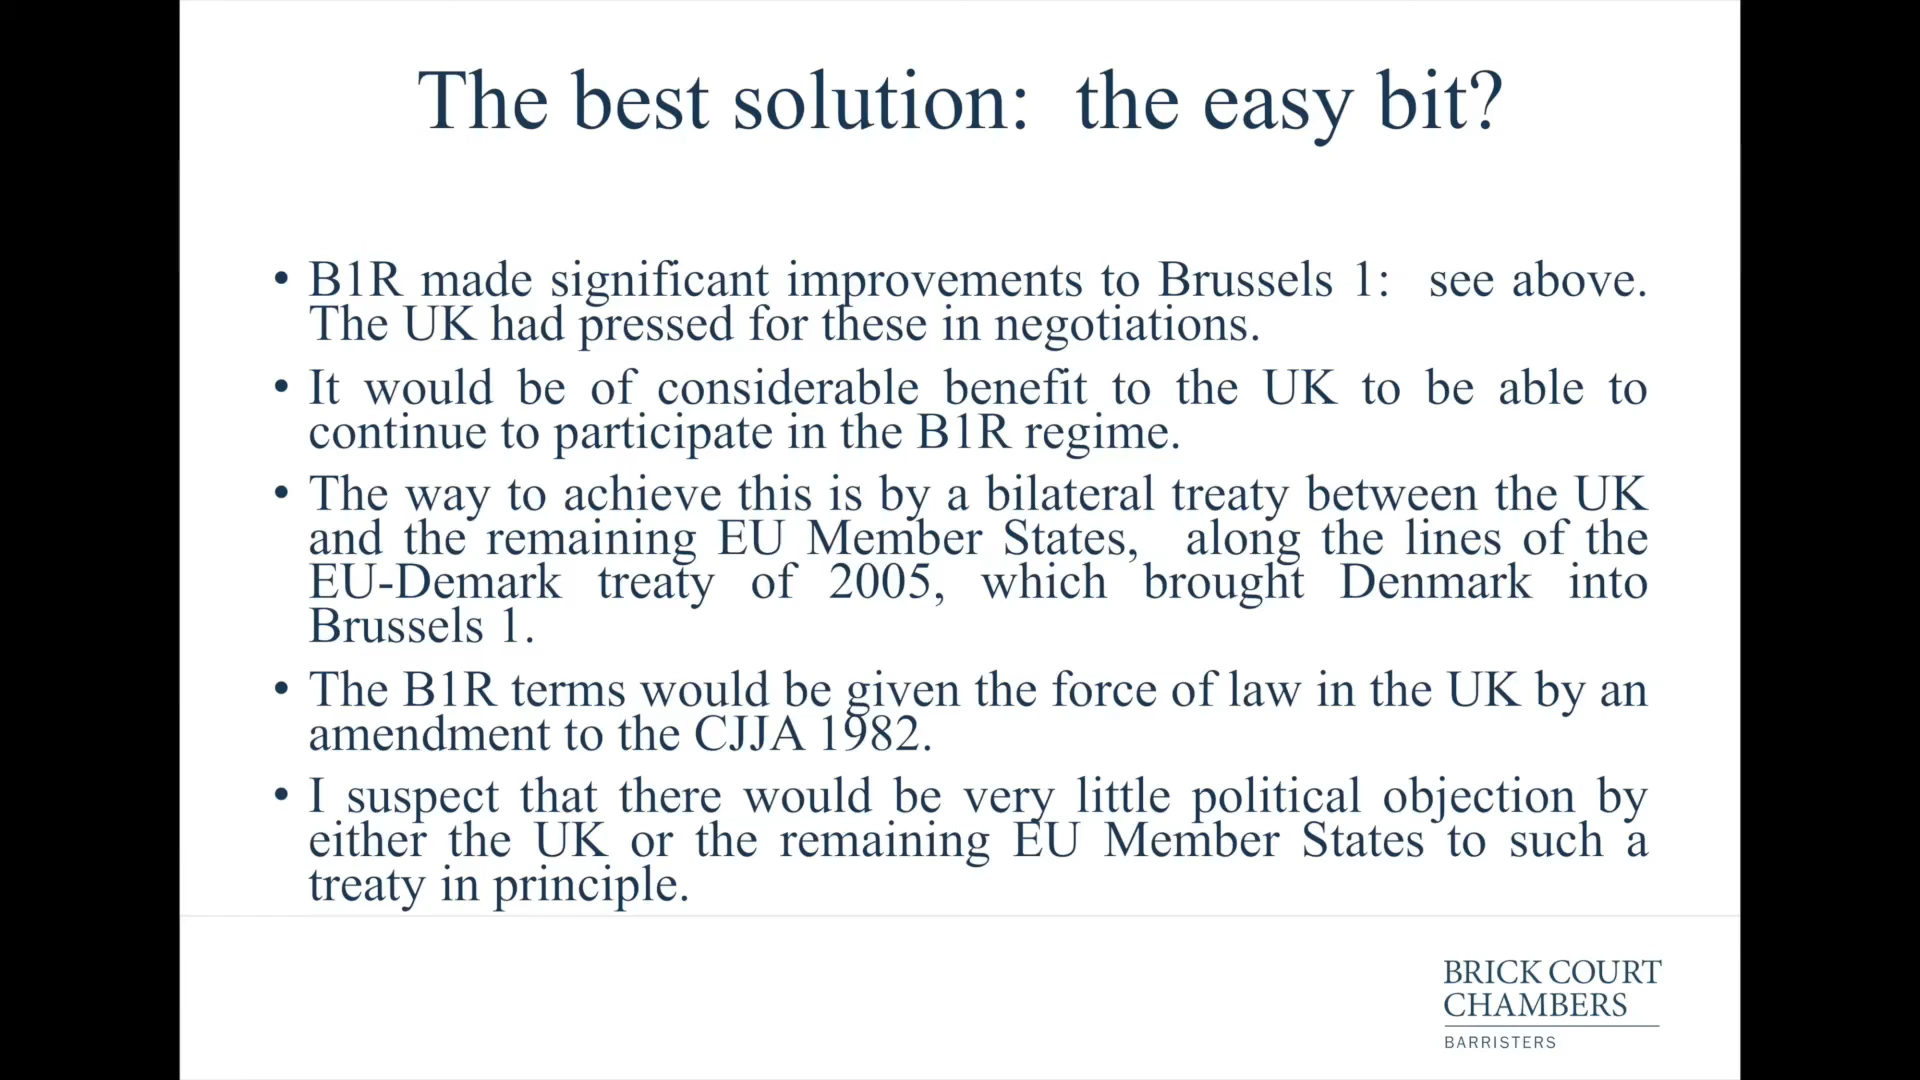 The best solution: the easy bit?
• B1R made significant improvements to Brussels 1: see above.
The UK had pressed for these in negotiations.
• It would be of considerable benefit to the UK to be able to
continue to participate in the B1R regime.
• The way to achieve this is by a bilateral treaty between the UK
and the remaining EU Member States, along the lines of the
EU-Demark treaty of 2005, which brought Denmark into
Brussels 1.
• The B1R terms would be given the force of law in the UK by an
amendment to the CJJA 1982.
• I suspect that there would be very little political objection by
either the UK or the remaining EU Member States to such a
treaty in principle.
BRICK COURT
CHAMBERS
BARRISTERS